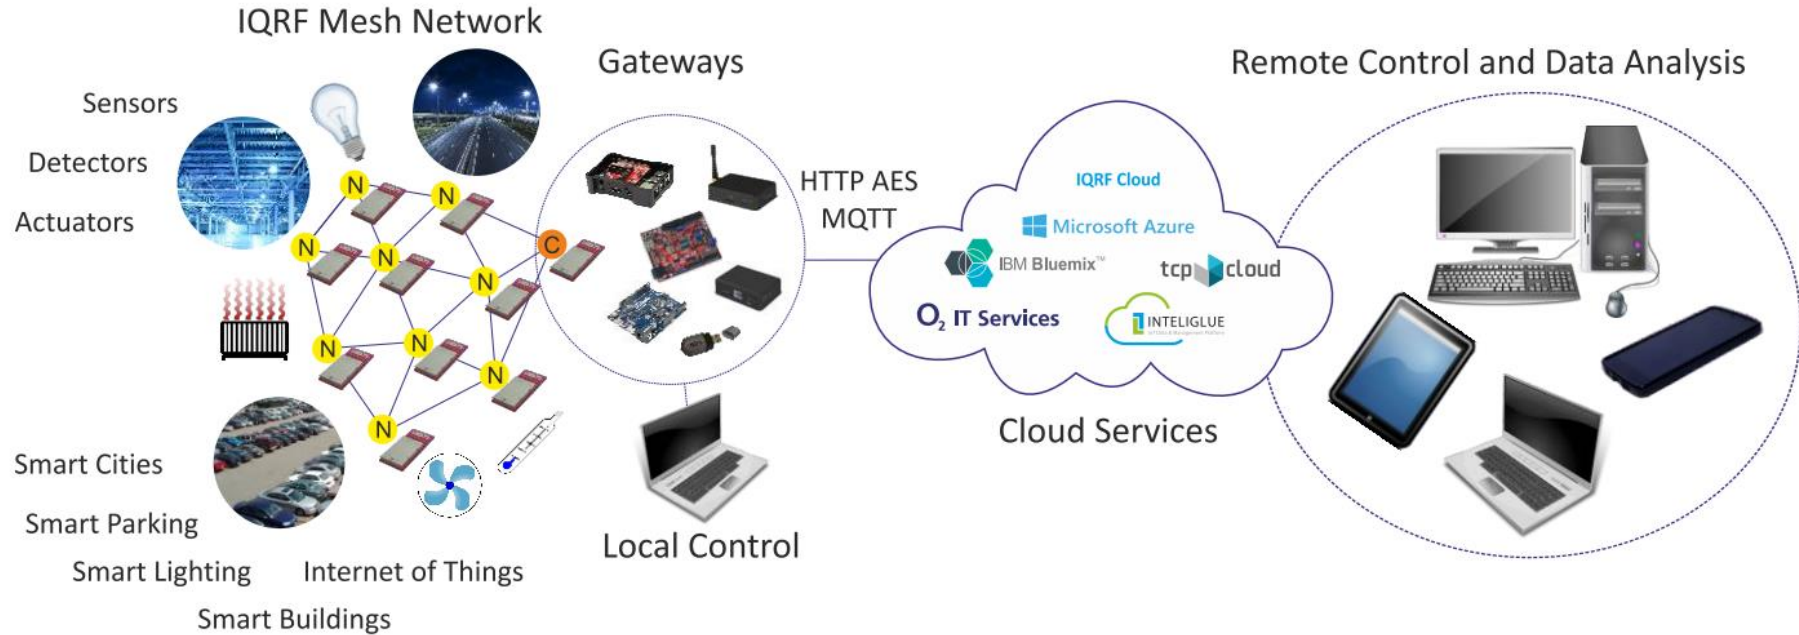 IQRF Mesh Network
Gateways
Remote Control and Data Analysis
Sensors
Detectors
Actuators
N
N
N
N
N
N
N
N
N
C
HTTP AES
MQTT
IQRF Cloud
Microsoft Azure
IBM Bluemix™
tcp cloud
O₂ IT Services
INTELIGLUE
Cloud Services
Local Control
Smart Cities
Smart Parking
Smart Lighting
Internet of Things
Smart Buildings